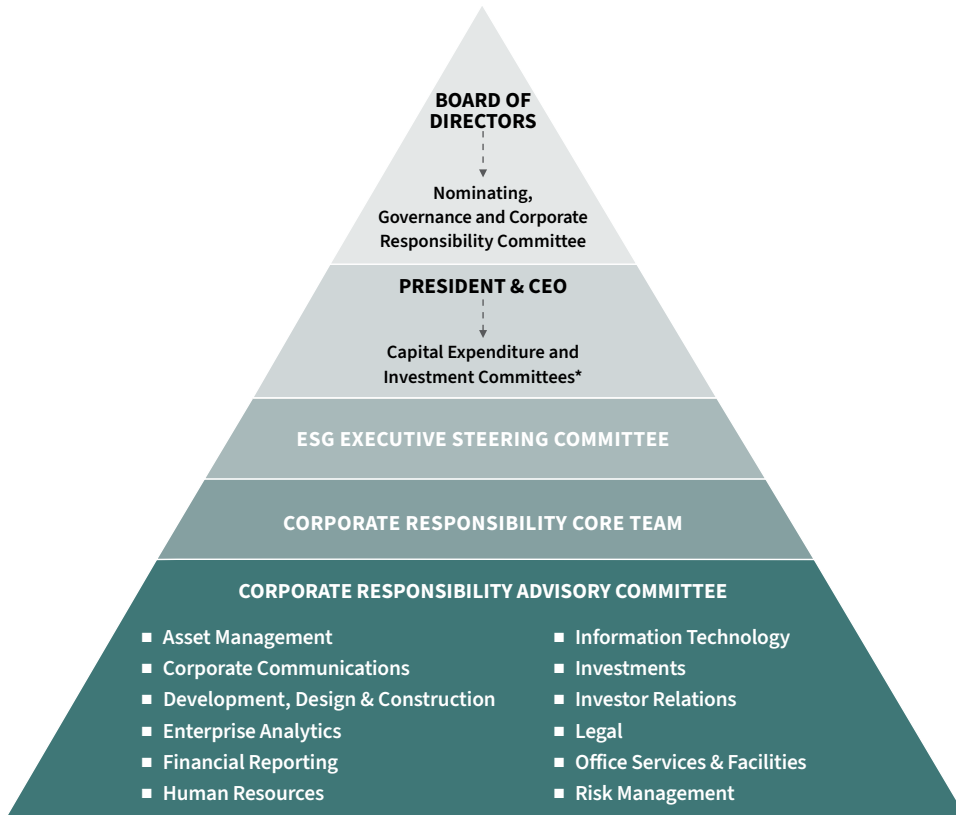 BOARD OF
DIRECTORS
Nominating,
Governance and Corporate
Responsibility Committee
PRESIDENT & CEO
Capital Expenditure and
Investment Committees*
ESG EXECUTIVE STEERING COMMITTEE
CORPORATE RESPONSIBILITY CORE TEAM
CORPORATE RESPONSIBILITY ADVISORY COMMITTEE
■ Asset Management
■ Corporate Communications
■ Development, Design & Construction
■ Enterprise Analytics
■ Financial Reporting
■ Human Resources
■ Information Technology
■ Investments
■ Investor Relations
■ Legal
■ Office Services & Facilities
■ Risk Management